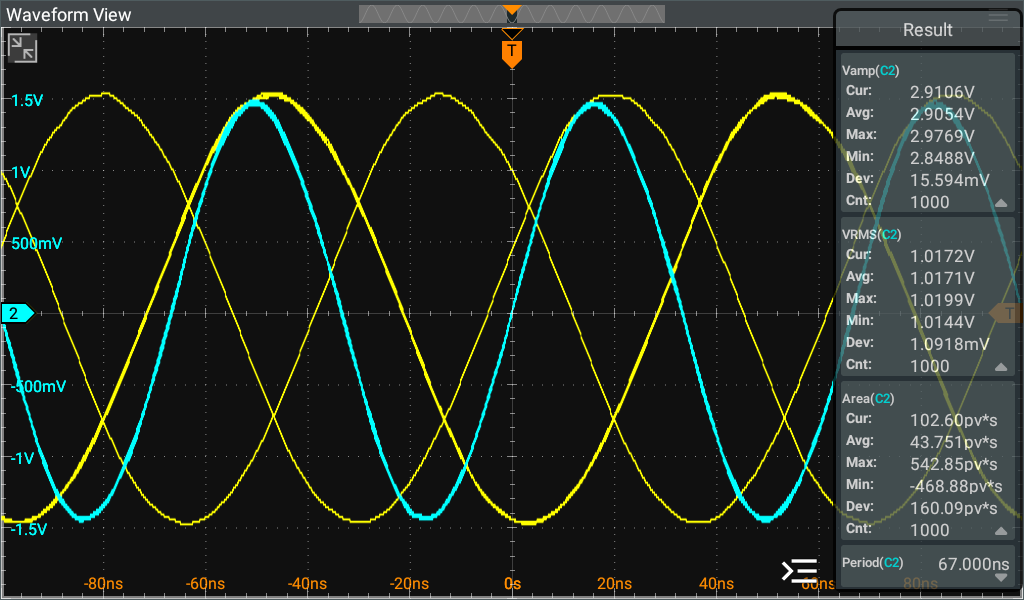 Waveform View
T
1.5V
1V
500mV
2
-500mV
-1V
-1.5V
-80ns
-60ns
-40ns
-20ns
0s
20ns
40ns
60ns
80ns
T
Result
Vamp(C2)
Cur: 2.9106V
Avg: 2.9054V
Max: 2.9769V
Min: 2.8488V
Dev: 15.594mV
Cnt: 1000
VRMS(C2)
Cur: 1.0172V
Avg: 1.0171V
Max: 1.0199V
Min: 1.0144V
Dev: 1.0918mV
Cnt: 1000
Area(C2)
Cur: 102.60pv*s
Avg: 43.751pv*s
Max: 542.85pv*s
Min: -468.88pv*s
Dev: 160.09pv*s
Cnt: 1000
Period(C2) 67.000ns